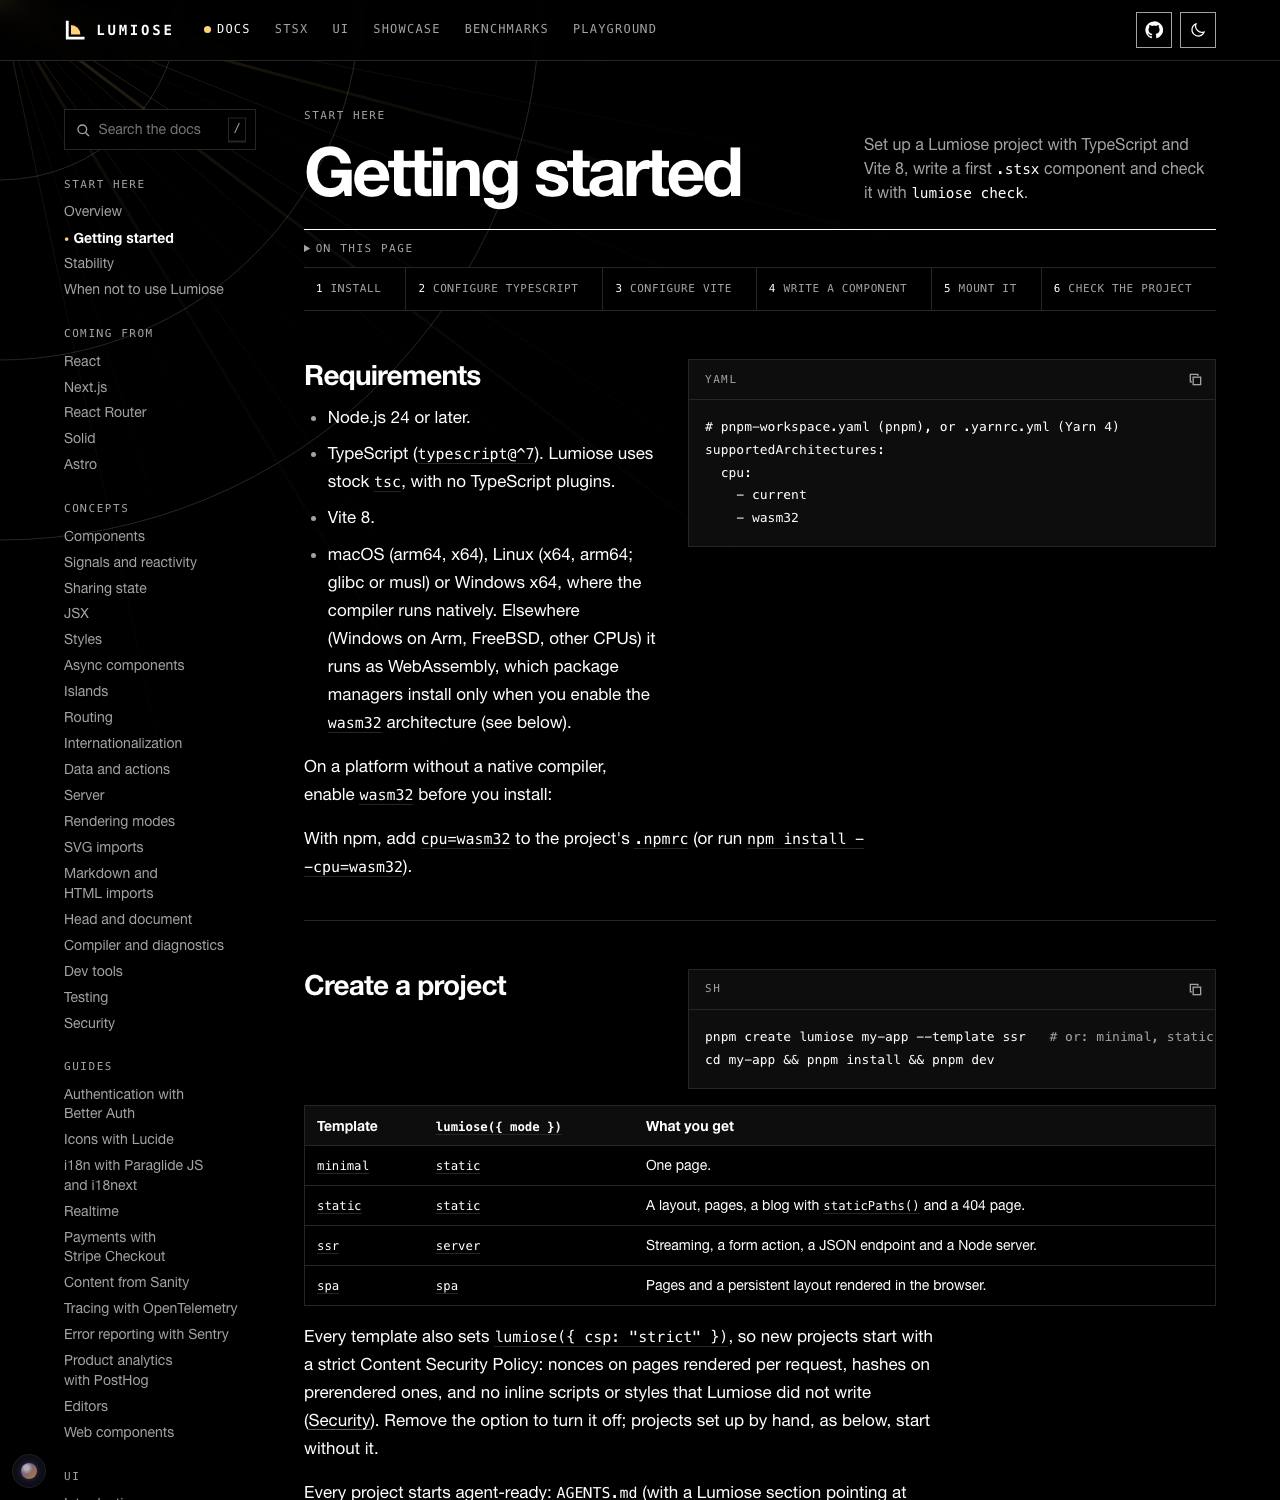 LUMIOSE
DOCS STSX UI SHOWCASE BENCHMARKS PLAYGROUND
Search the docs /
START HERE
Overview
Getting started
Stability
When not to use Lumiose
COMING FROM
React
Next.js
React Router
Solid
Astro
CONCEPTS
Components
Signals and reactivity
Sharing state
JSX
Styles
Async components
Islands
Routing
Internationalization
Data and actions
Server
Rendering modes
SVG imports
Markdown and
HTML imports
Head and document
Compiler and diagnostics
Dev tools
Testing
Security
GUIDES
Authentication with
Better Auth
Icons with Lucide
i18n with Paraglide JS
and i18next
Realtime
Payments with
Stripe Checkout
Content from Sanity
Tracing with OpenTelemetry
Error reporting with Sentry
Product analytics
with PostHog
Editors
Web components
UI
START HERE
Getting started
Set up a Lumiose project with TypeScript and
Vite 8, write a first .stsx component and check
it with lumiose check.
ON THIS PAGE
1 INSTALL 2 CONFIGURE TYPESCRIPT 3 CONFIGURE VITE 4 WRITE A COMPONENT 5 MOUNT IT 6 CHECK THE PROJECT
Requirements
• Node.js 24 or later.
• TypeScript (typescript@^7). Lumiose uses
stock tsc, with no TypeScript plugins.
• Vite 8.
• macOS (arm64, x64), Linux (x64, arm64;
glibc or musl) or Windows x64, where the
compiler runs natively. Elsewhere
(Windows on Arm, FreeBSD, other CPUs) it
runs as WebAssembly, which package
managers install only when you enable the
wasm32 architecture (see below).
On a platform without a native compiler,
enable wasm32 before you install:
YAML
# pnpm-workspace.yaml (pnpm), or .yarnrc.yml (Yarn 4)
supportedArchitectures:
cpu:
- current
- wasm32
With npm, add cpu=wasm32 to the project's .npmrc (or run npm install -
-cpu=wasm32).
Create a project
SH
pnpm create lumiose my-app --template ssr # or: minimal, static
cd my-app && pnpm install && pnpm dev
Template lumiose({ mode }) What you get
minimal static One page.
static static A layout, pages, a blog with staticPaths() and a 404 page.
ssr server Streaming, a form action, a JSON endpoint and a Node server.
spa spa Pages and a persistent layout rendered in the browser.
Every template also sets lumiose({ csp: "strict" }), so new projects start with
a strict Content Security Policy: nonces on pages rendered per request, hashes on
prerendered ones, and no inline scripts or styles that Lumiose did not write
(Security). Remove the option to turn it off; projects set up by hand, as below, start
without it.
Every project starts agent-ready: AGENTS.md (with a Lumiose section pointing at